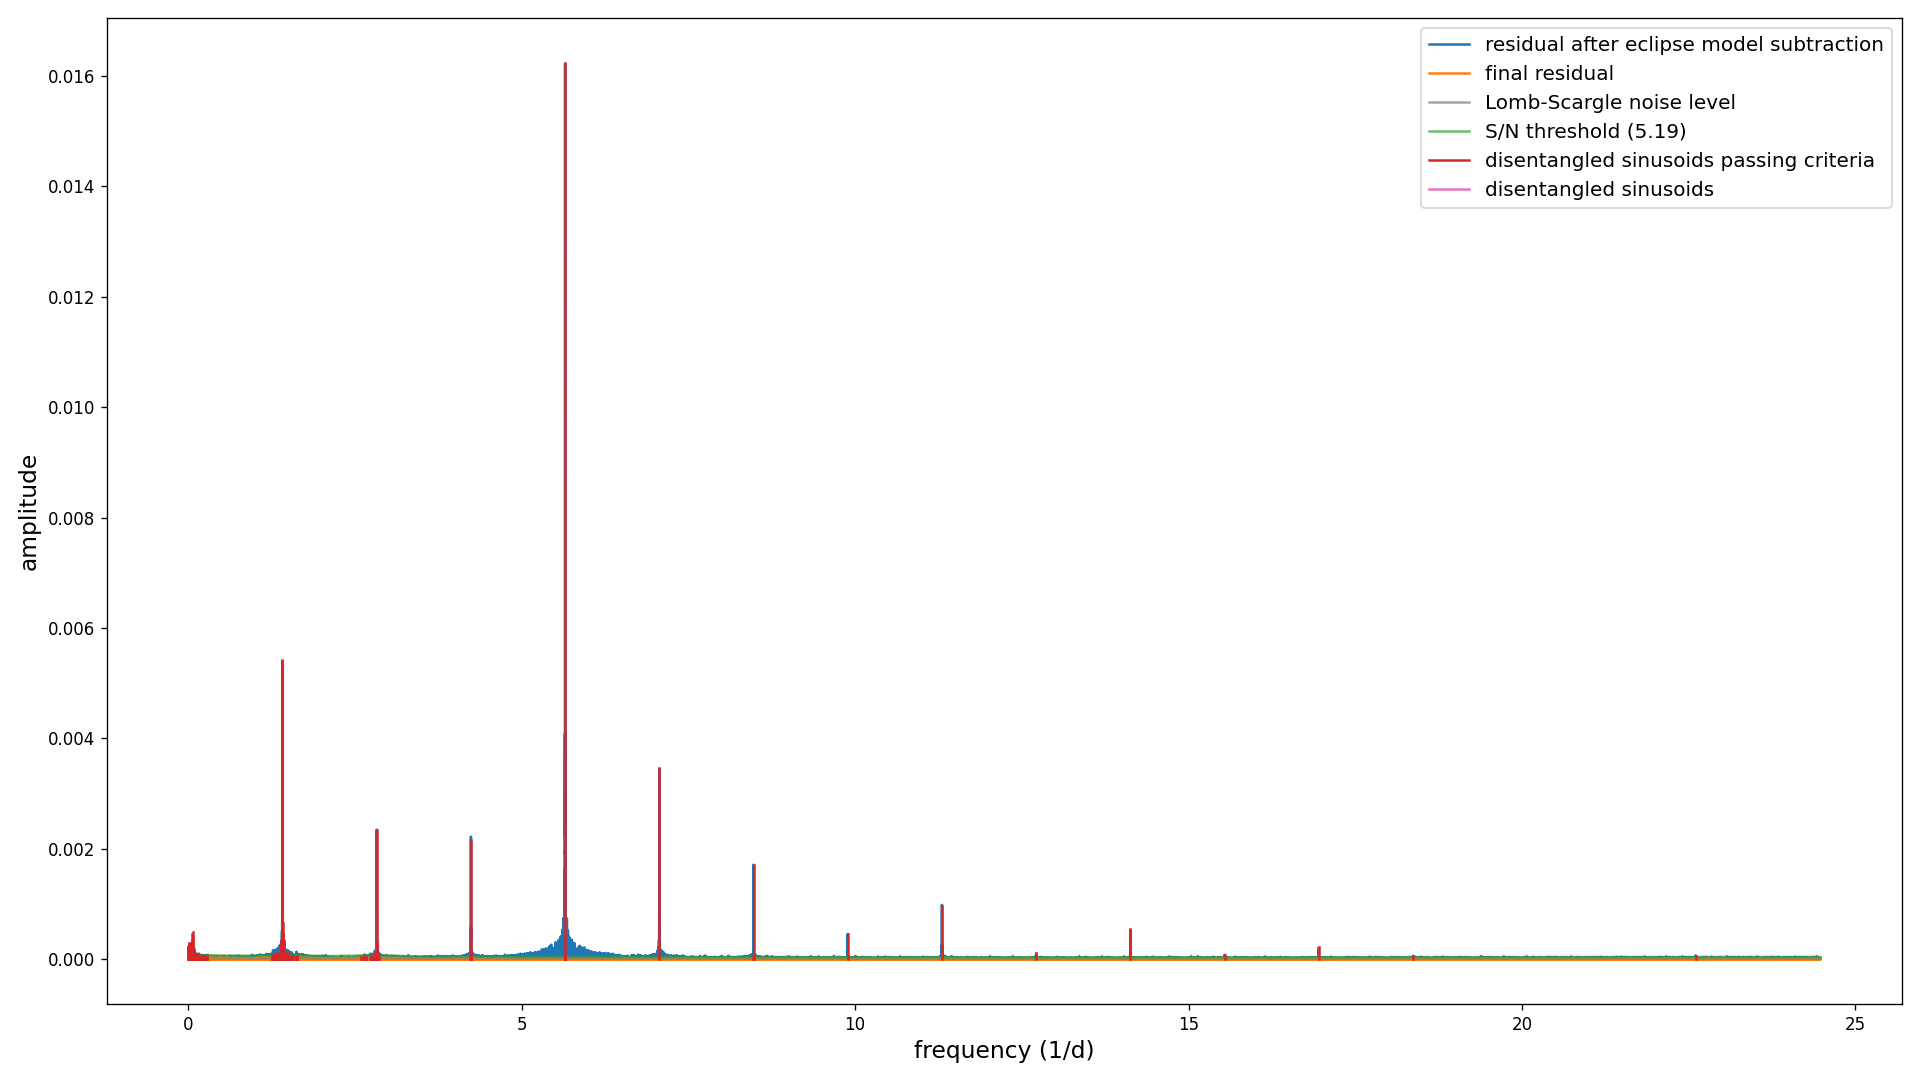 residual after eclipse model subtraction
final residual
Lomb-Scargle noise level
S/N threshold (5.19)
disentangled sinusoids passing criteria
disentangled sinusoids
0.016
0.014
0.012
0.010
0.008
0.006
0.004
0.002
0.000
amplitude
0 5 10 15 20 25
frequency (1/d)